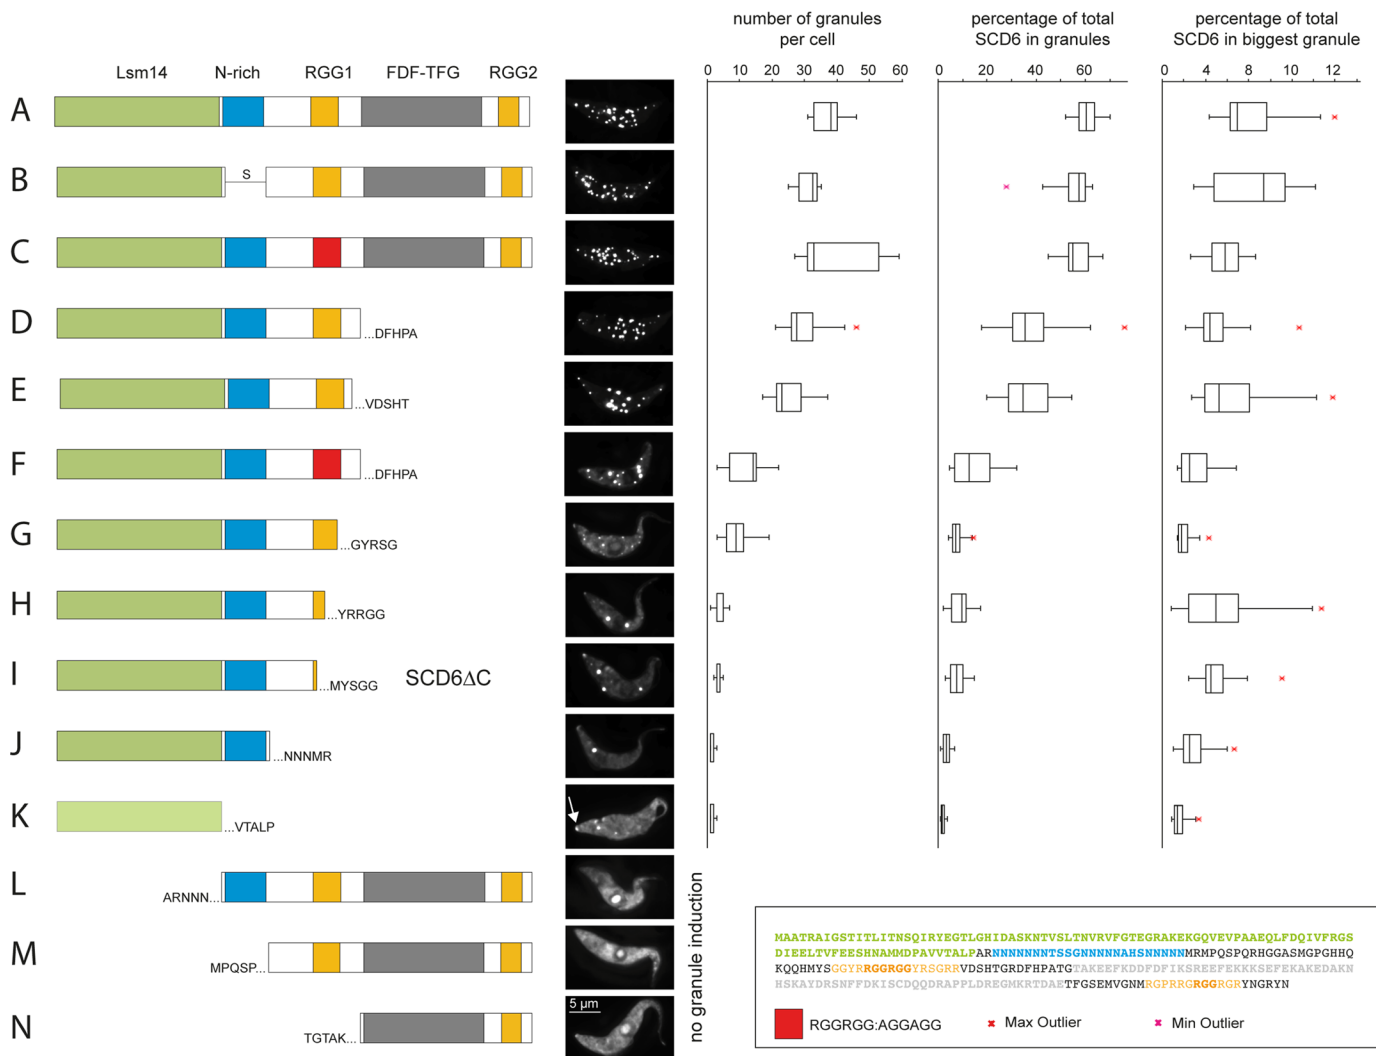 number of granules per cell
percentage of total SCD6 in granules
percentage of total SCD6 in biggest granule
0 10 20 30 40 50 60
0 20 40 60
0 2 4 6 8 10 12
Lsm14 N-rich RGG1 FDF-TFG RGG2
A
B S
C
D ...DFHPA
E ...VDSHT
F ...DFHPA
G ...GYRSG
H ...YRRGG
I ...MYSGG SCD6ΔC
J ...NNNMR
K ...VTALP
L ARNNN...
M MPQSP...
N TGTAK...
5 µm
no granule induction
MAATRAIGSTITLITNSQIRYEGTLGHIDASKNTVSLTNVRVFGTEGRAKEKGQVEVPAAEQLFDQIVFRGS
DIEELTVFEESHNAMMDPAVVTALPARNNNNNNNTSSGNNNNNAHSNNNNNMRMPQSPQRHGGASMGPGHHQ
KQQHMYSGGYRRGGRGGYRSGRRVDSHTGRDFHPATGTAKEEFKDDFDFIKSREEFEKKKSEFEKAKEDAKN
HSKAYDRSNFFDKISCDQQDRAPPLDREGMKRTDAETFGSEMVGNMRGPRRGRGGRGRYNGRYN
RGGRGG:AGGAGG
Max Outlier
Min Outlier